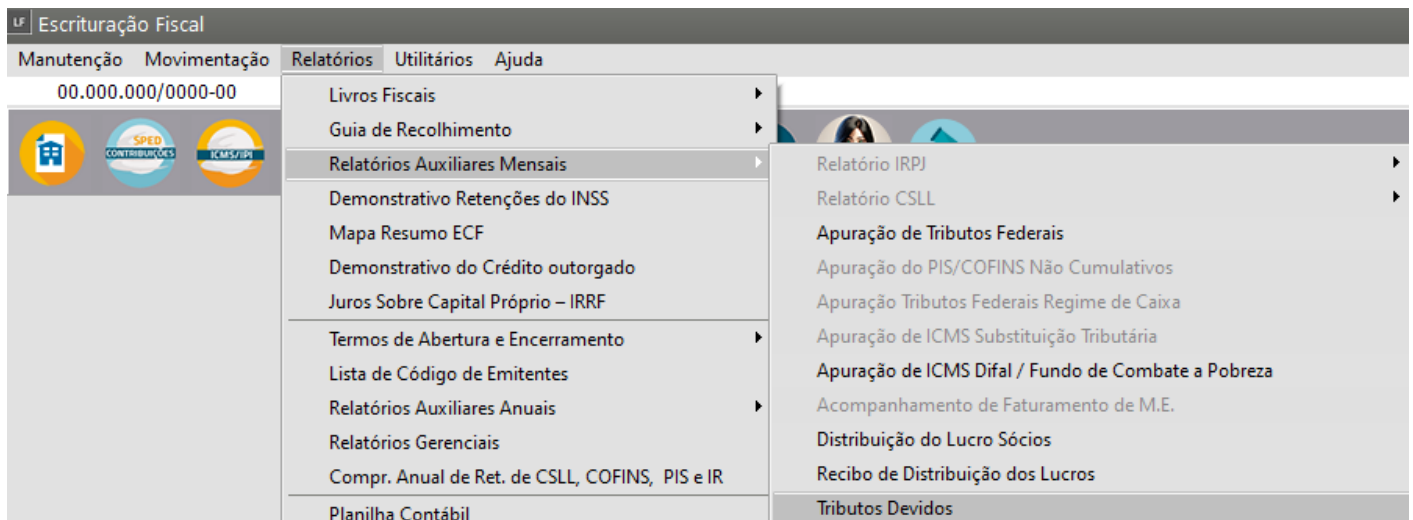 LF Escrituração Fiscal
Manutenção Movimentação Relatórios Utilitários Ajuda
00.000.000/0000-00
SPED
CONTRIBUIÇÕES
ICMS/IPI
Livros Fiscais
Guia de Recolhimento
Relatórios Auxiliares Mensais
Demonstrativo Retenções do INSS
Mapa Resumo ECF
Demonstrativo do Crédito outorgado
Juros Sobre Capital Próprio – IRRF
Termos de Abertura e Encerramento
Lista de Código de Emitentes
Relatórios Auxiliares Anuais
Relatórios Gerenciais
Compr. Anual de Ret. de CSLL, COFINS, PIS e IR
Planilha Contábil
Relatório IRPJ
Relatório CSLL
Apuração de Tributos Federais
Apuração do PIS/COFINS Não Cumulativos
Apuração Tributos Federais Regime de Caixa
Apuração de ICMS Substituição Tributária
Apuração de ICMS Difal / Fundo de Combate a Pobreza
Acompanhamento de Faturamento de M.E.
Distribuição do Lucro Sócios
Recibo de Distribuição dos Lucros
Tributos Devidos